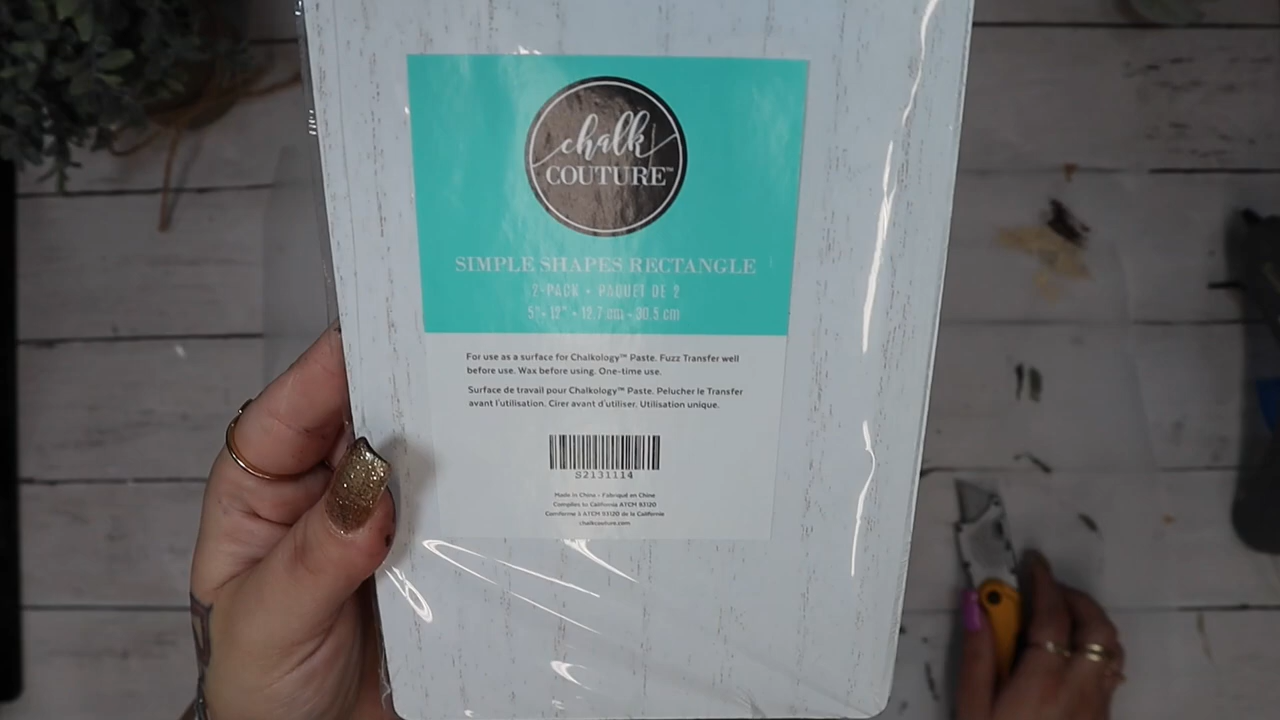 chalk
COUTURE™
SIMPLE SHAPES RECTANGLE
2-PACK • PAQUET DE 2
5" • 12" • 12.7 cm • 30.5 cm
For use as a surface for Chalkology™ Paste. Fuzz Transfer well
before use. Wax before using. One-time use.
Surface de travail pour Chalkology™ Paste. Pelucher le Transfer
avant l'utilisation. Cirer avant d'utiliser. Utilisation unique.
S2131114
Made in China • Fabriqué en Chine
Complies to California ATCM 93120
Conforme à ATCM 93120 de la Californie
chalkcouture.com